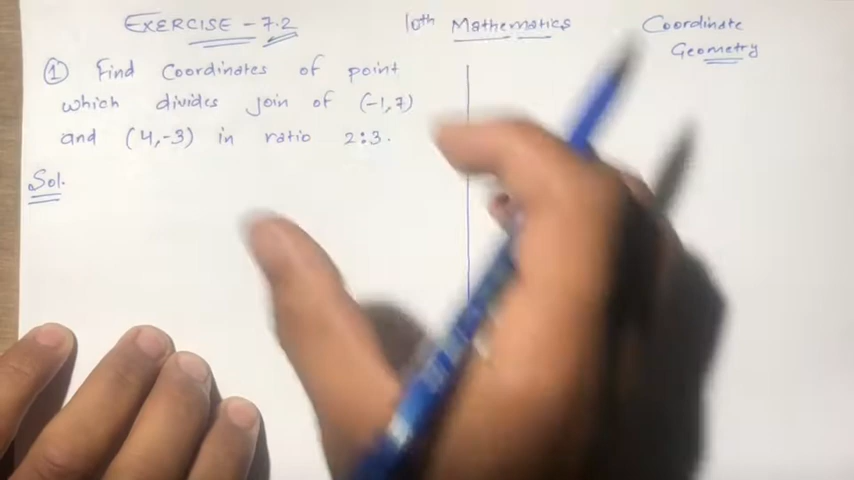 EXERCISE - 7.2
10th Mathematics
Coordinate
Geometry
① Find Coordinates of point
which divides join of (-1,7)
and (4,-3) in ratio 2:3.
Sol.